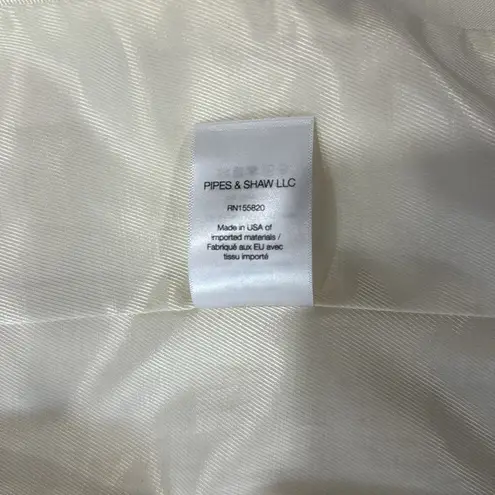 PIPES & SHAW LLC
RN155820
Made in USA of
imported materials /
Fabriqué aux EU avec
tissu importé